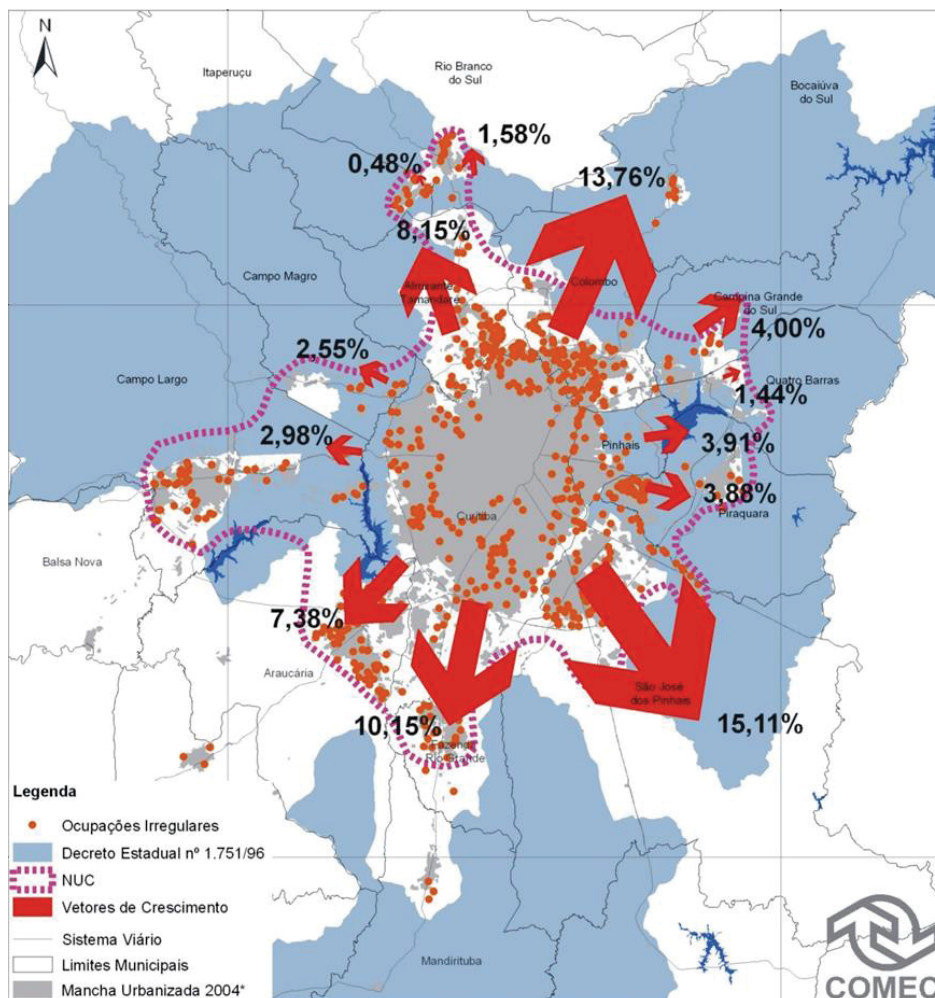 N
Rio Branco
do Sul
Itaperuçu
Bocaiúva
do Sul
1,58%
0,48%
13,76%
8,15%
Campo Magro
Almirante
Tamandaré
Colombo
Campina Grande
do Sul
4,00%
2,55%
Campo Largo
Quatro Barras
1,44%
2,98%
Pinhais
3,91%
3,88%
Piraquara
Curitiba
Balsa Nova
7,38%
Araucária
São José
dos Pinhais
10,15%
15,11%
Fazenda
Rio Grande
Legenda
Ocupações Irregulares
Decreto Estadual nº 1.751/96
NUC
Vetores de Crescimento
Sistema Viário
Limites Municipais
Mancha Urbanizada 2004*
Mandirituba
COMEC